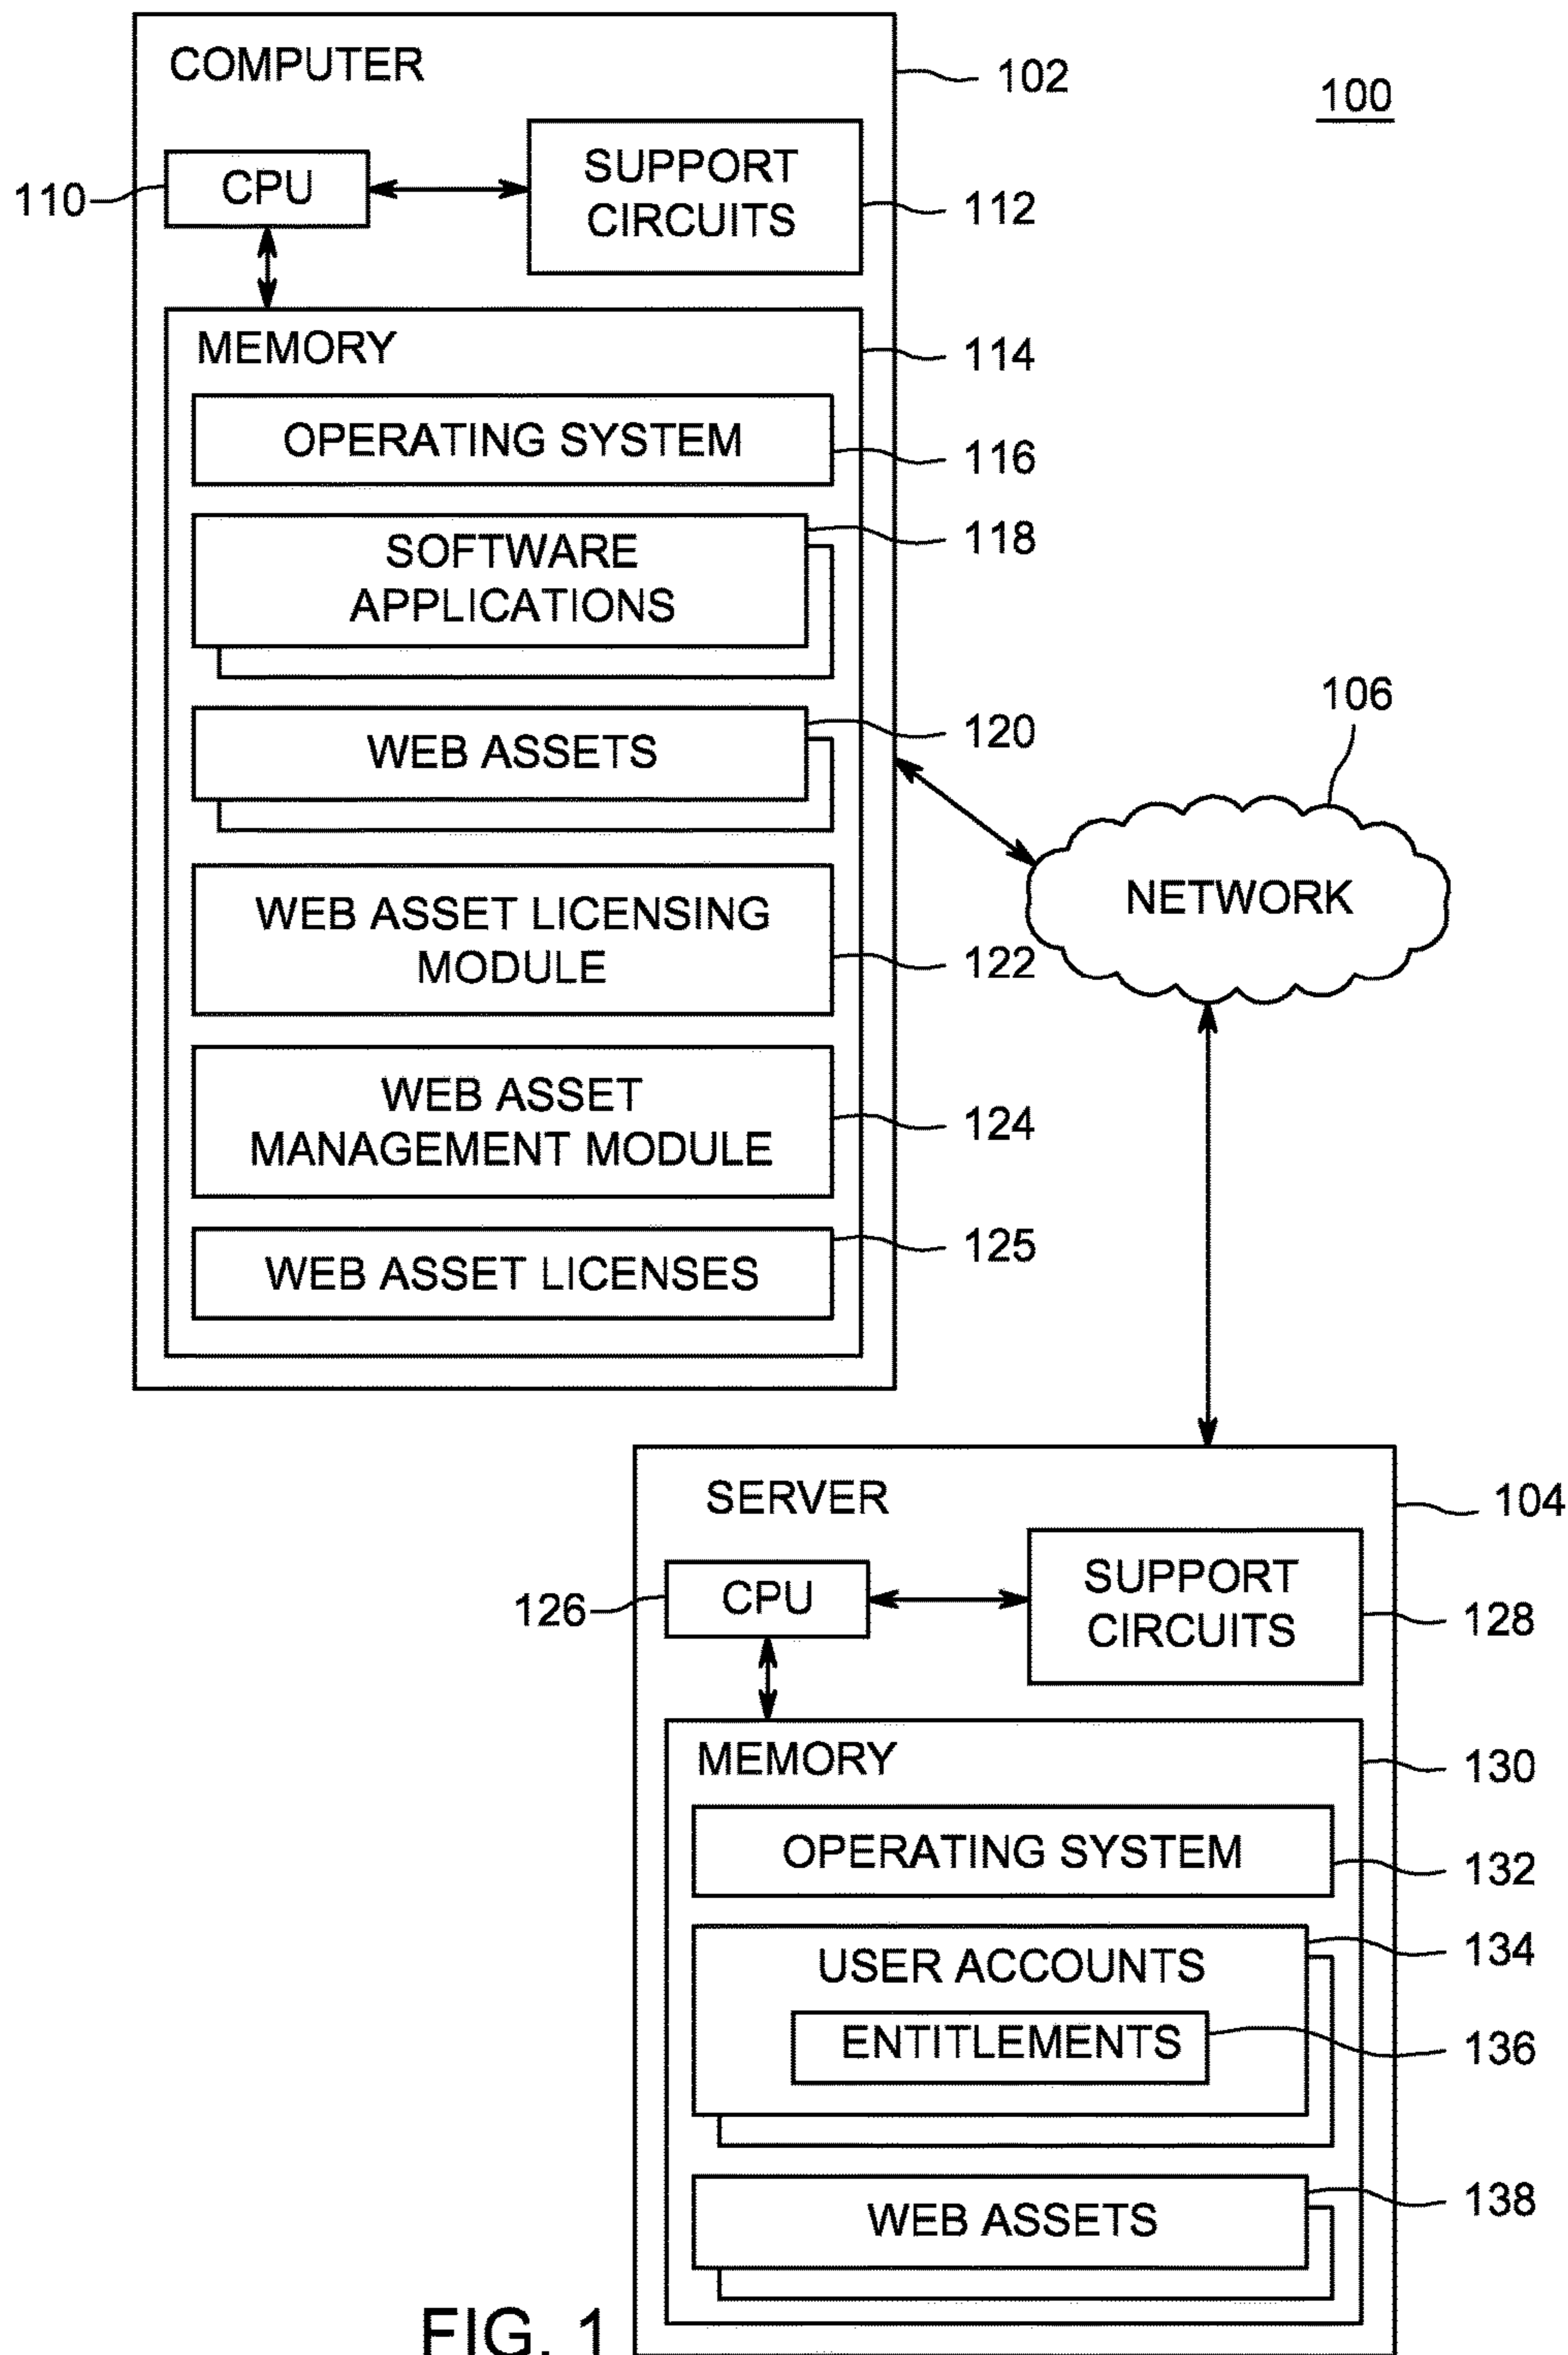 COMPUTER
102
100
110
CPU
SUPPORT
CIRCUITS
112
MEMORY
114
OPERATING SYSTEM
116
SOFTWARE
APPLICATIONS
118
WEB ASSETS
120
106
NETWORK
WEB ASSET LICENSING
MODULE
122
WEB ASSET
MANAGEMENT MODULE
124
WEB ASSET LICENSES
125
SERVER
104
126
CPU
SUPPORT
CIRCUITS
128
MEMORY
130
OPERATING SYSTEM
132
USER ACCOUNTS
134
ENTITLEMENTS
136
WEB ASSETS
138
FIG. 1